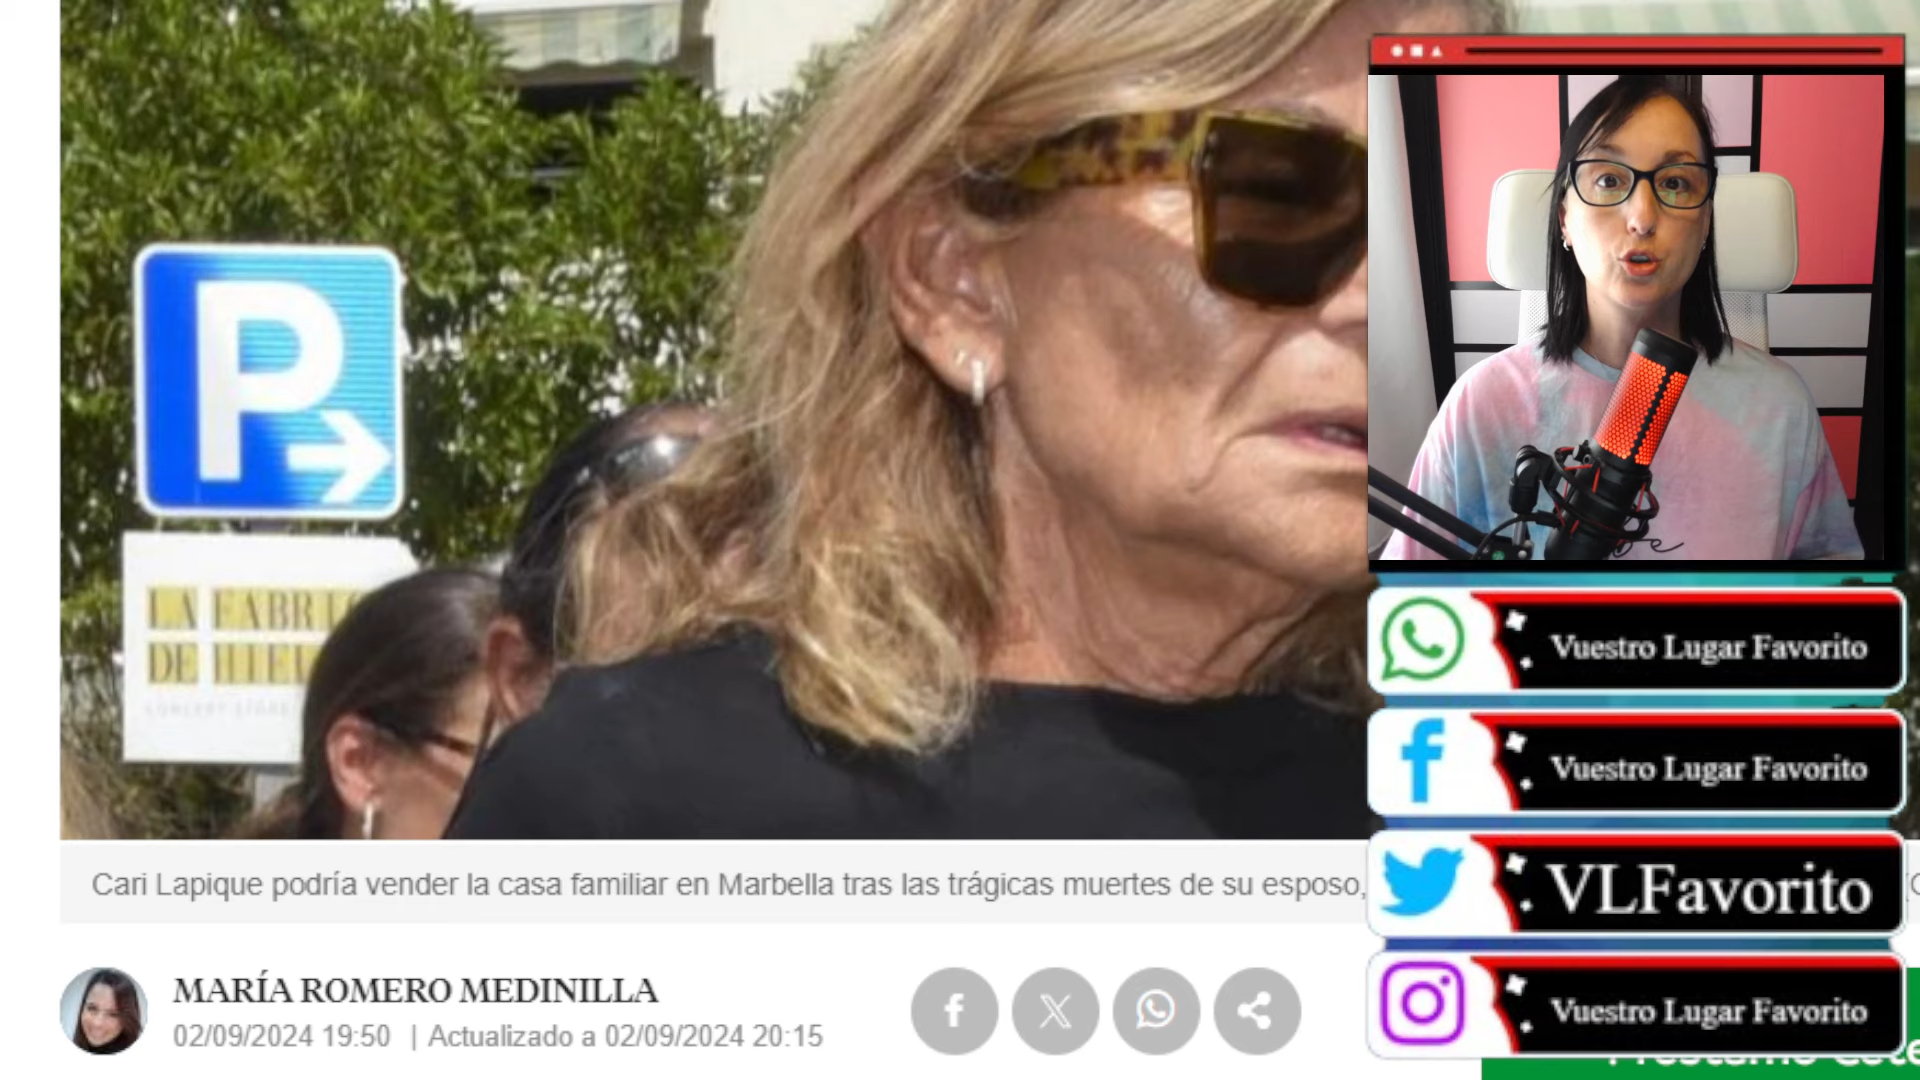 P
LA FABRI
DE HIEL
Cari Lapique podría vender la casa familiar en Marbella tras las trágicas muertes de su esposo,
MARÍA ROMERO MEDINILLA
02/09/2024 19:50 | Actualizado a 02/09/2024 20:15
Vuestro Lugar Favorito
Vuestro Lugar Favorito
VLFavorito
Vuestro Lugar Favorito